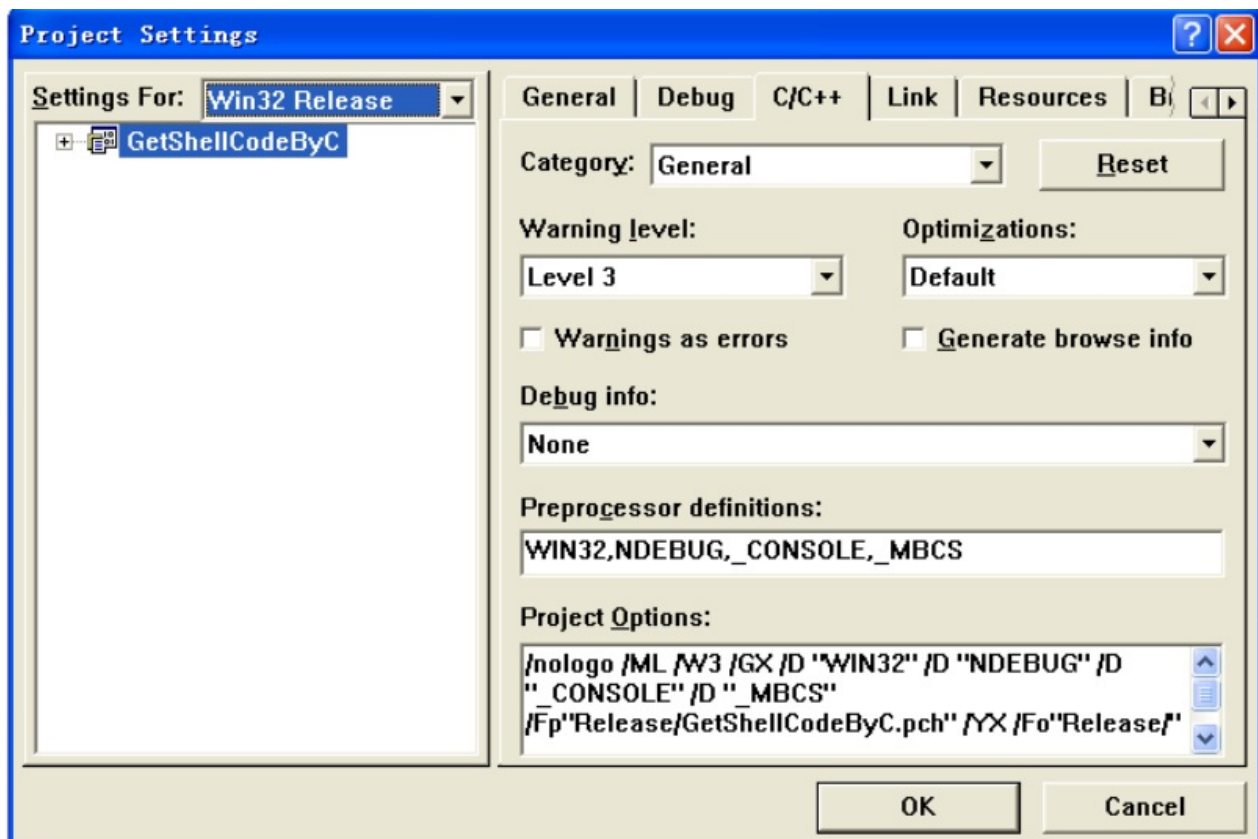 Project Settings
Settings For: Win32 Release
GetShellCodeByC
General Debug C/C++ Link Resources
Category: General Reset
Warning level: Optimizations:
Level 3 Default
Warnings as errors Generate browse info
Debug info:
None
Preprocessor definitions:
WIN32,NDEBUG,_CONSOLE,_MBCS
Project Options:
/nologo /ML /W3 /GX /D "WIN32" /D "NDEBUG" /D
"_CONSOLE" /D "_MBCS"
/Fp"Release/GetShellCodeByC.pch" /YX /Fo"Release/"
OK Cancel